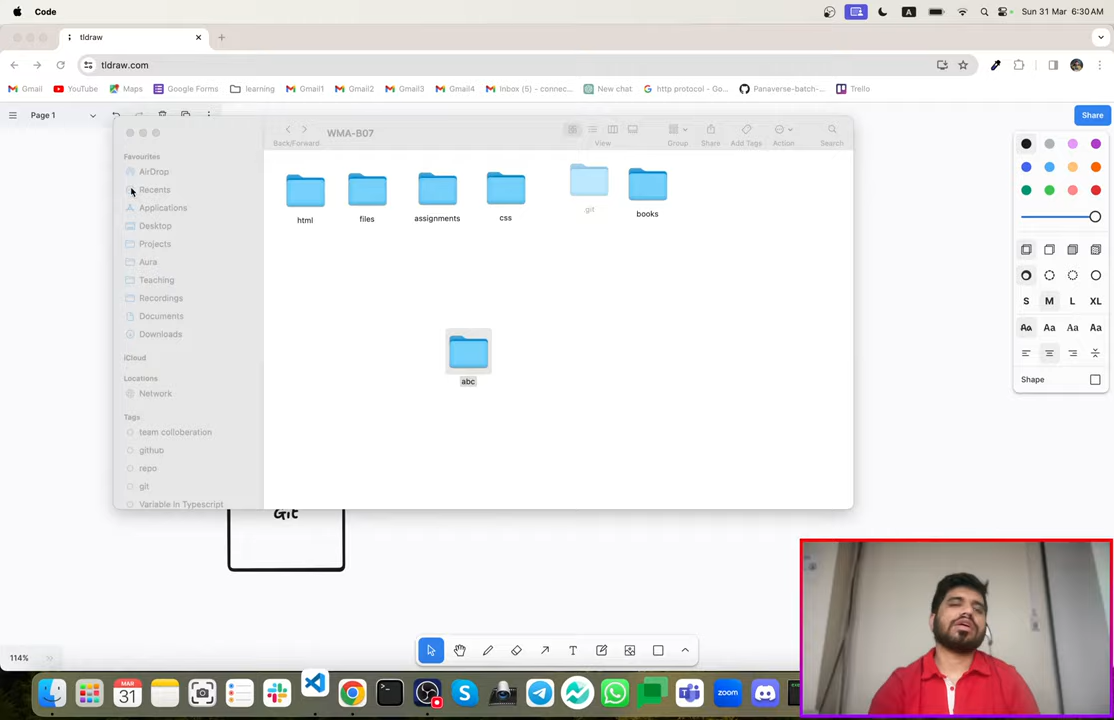 Code
Sun 31 Mar 6:30 AM
tldraw
tldraw.com
Gmail
YouTube
Maps
Google Forms
learning
Gmail1
Gmail2
Gmail3
Gmail4
Inbox (5) - connec...
New chat
http protocol - Go...
Panaverse-batch-...
Trello
Page 1
Share
WMA-B07
Back/Forward
View
Group
Share
Add Tags
Action
Search
Favourites
AirDrop
Recents
Applications
Desktop
Projects
Aura
Teaching
Recordings
Documents
Downloads
iCloud
Locations
Network
Tags
team colloberation
github
repo
git
Variable In Typescript
html
files
assignments
css
.git
books
abc
Git
S M L XL
Aa Aa Aa Aa
Shape
114%
MAR
31
zoom